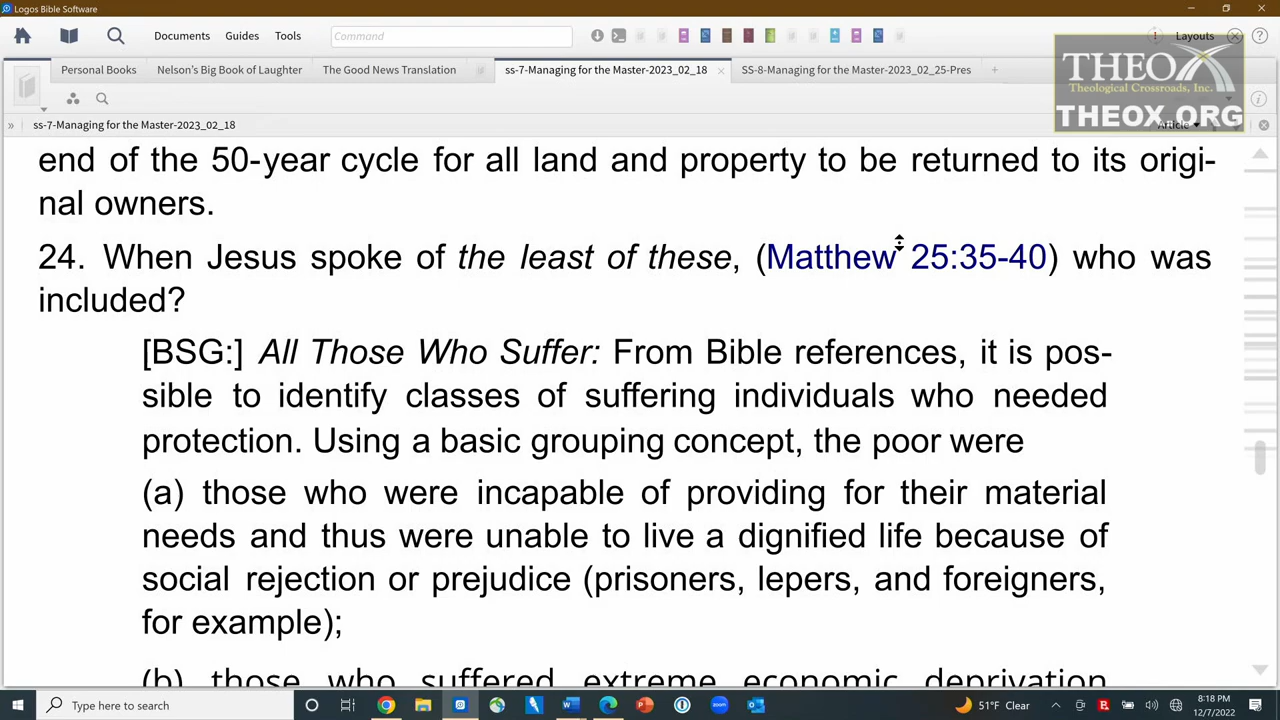 Logos Bible Software
Documents Guides Tools Command Layouts
THEOX
Theological Crossroads, Inc.
THEOX.ORG
Personal Books Nelson's Big Book of Laughter The Good News Translation ss-7-Managing for the Master-2023_02_18 SS-8-Managing for the Master-2023_02_25-Pres
ss-7-Managing for the Master-2023_02_18 Article
end of the 50-year cycle for all land and property to be returned to its origi-
nal owners.
24. When Jesus spoke of the least of these, (Matthew 25:35-40) who was
included?
[BSG:] All Those Who Suffer: From Bible references, it is pos-
sible to identify classes of suffering individuals who needed
protection. Using a basic grouping concept, the poor were
(a) those who were incapable of providing for their material
needs and thus were unable to live a dignified life because of
social rejection or prejudice (prisoners, lepers, and foreigners,
for example);
(b) those who suffered extreme economic deprivation
Type here to search 51°F Clear 8:18 PM
12/7/2022